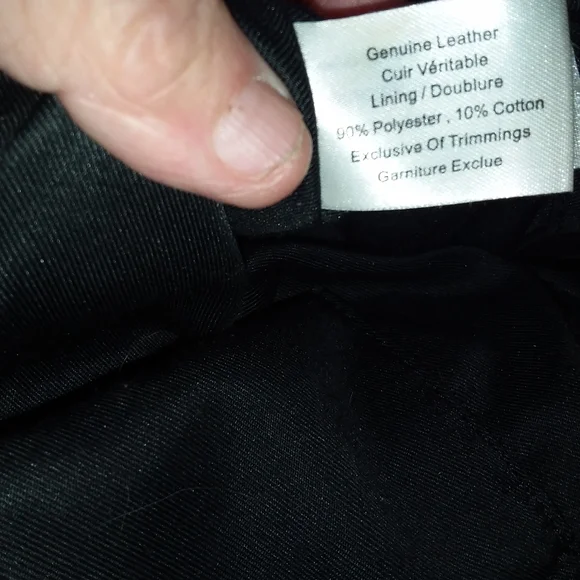 Genuine Leather
Cuir Véritable
Lining / Doublure
90% Polyester , 10% Cotton
Exclusive Of Trimmings
Garniture Exclue